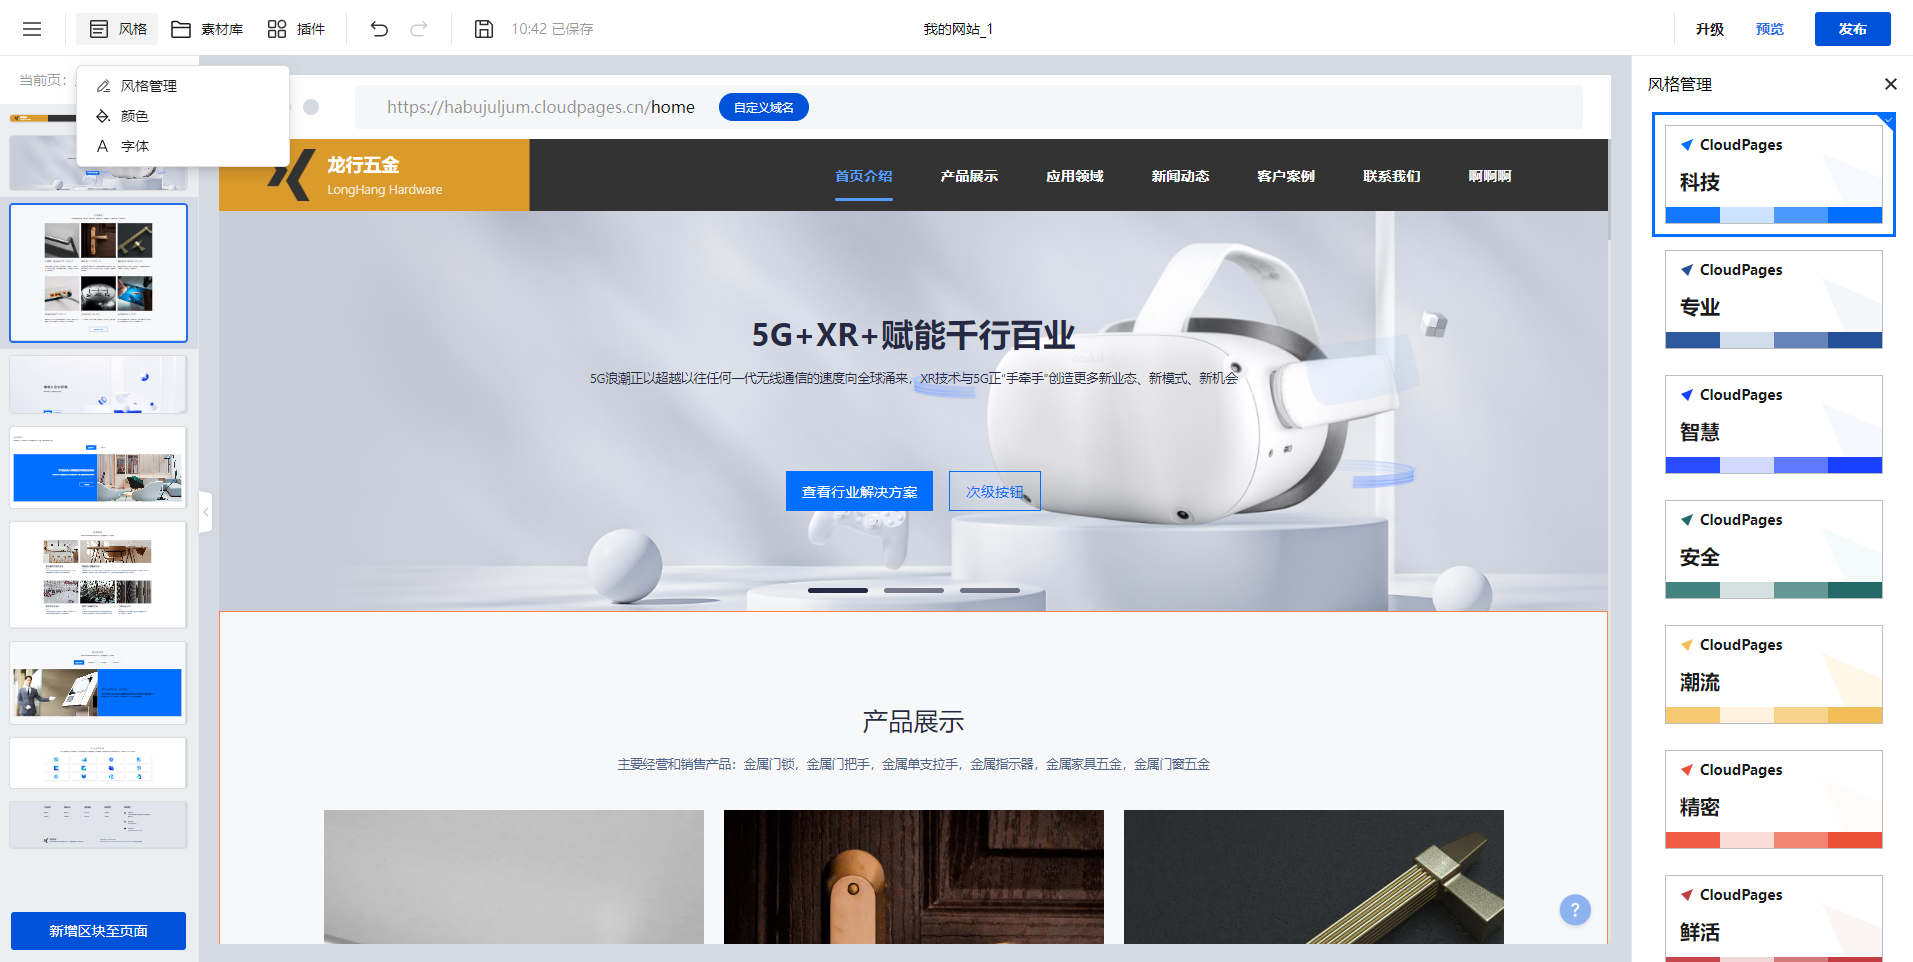 风格
素材库
插件
10:42 已保存
我的网站_1
升级
预览
发布
当前页：
风格管理
颜色
字体
https://habujuljum.cloudpages.cn/home
自定义域名
龙行五金
LongHang Hardware
首页介绍
产品展示
应用领域
新闻动态
客户案例
联系我们
啊啊啊
5G+XR+赋能千行百业
5G浪潮正以超越以往任何一代无线通信的速度向全球涌来，XR技术与5G正“手牵手”创造更多新业态、新模式、新机会
查看行业解决方案
次级按钮
产品展示
主要经营和销售产品：金属门锁，金属门把手，金属单支拉手，金属指示器，金属家具五金，金属门窗五金
新增区块至页面
?
风格管理
CloudPages
科技
CloudPages
专业
CloudPages
智慧
CloudPages
安全
CloudPages
潮流
CloudPages
精密
CloudPages
鲜活